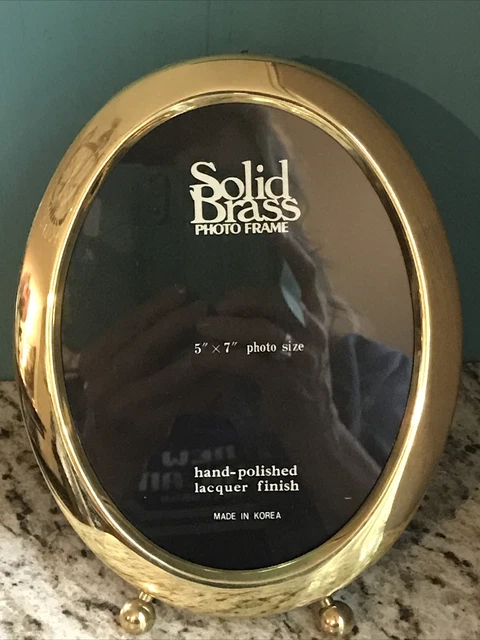 Solid
Brass
PHOTO FRAME
5″ × 7″ photo size
hand-polished
lacquer finish
MADE IN KOREA